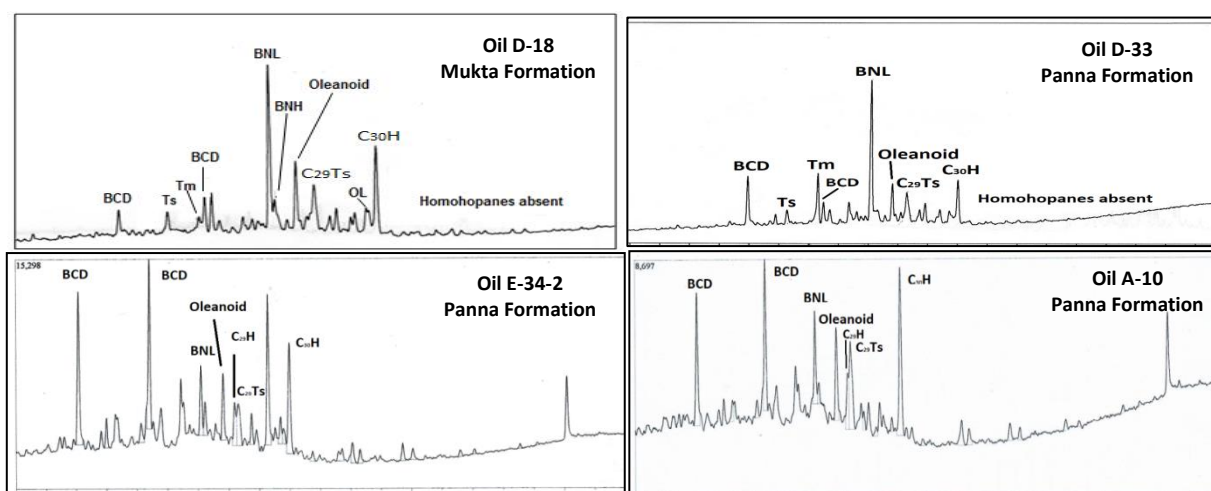 Oil D-18
Mukta Formation
BNL
Oleanoid
BNH
BCD
C30H
Tm
C29Ts
BCD
Ts
OL
Homohopanes absent
Oil D-33
Panna Formation
BNL
Oleanoid
BCD
Tm
C30H
BCD
C29Ts
Ts
Homohopanes absent
15,298
BCD
BCD
Oil E-34-2
Panna Formation
Oleanoid
C29H
BNL
C30H
C29Ts
8,697
BCD
BCD
Oil A-10
Panna Formation
C30H
BNL
Oleanoid
C29H
C29Ts